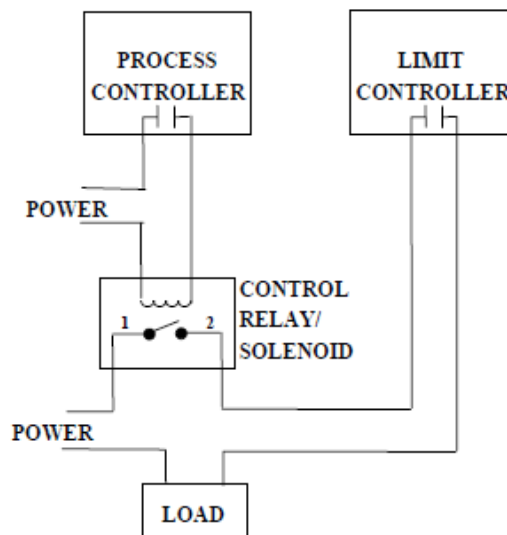 PROCESS
CONTROLLER
LIMIT
CONTROLLER
POWER
CONTROL
RELAY/
SOLENOID
1 2
POWER
LOAD